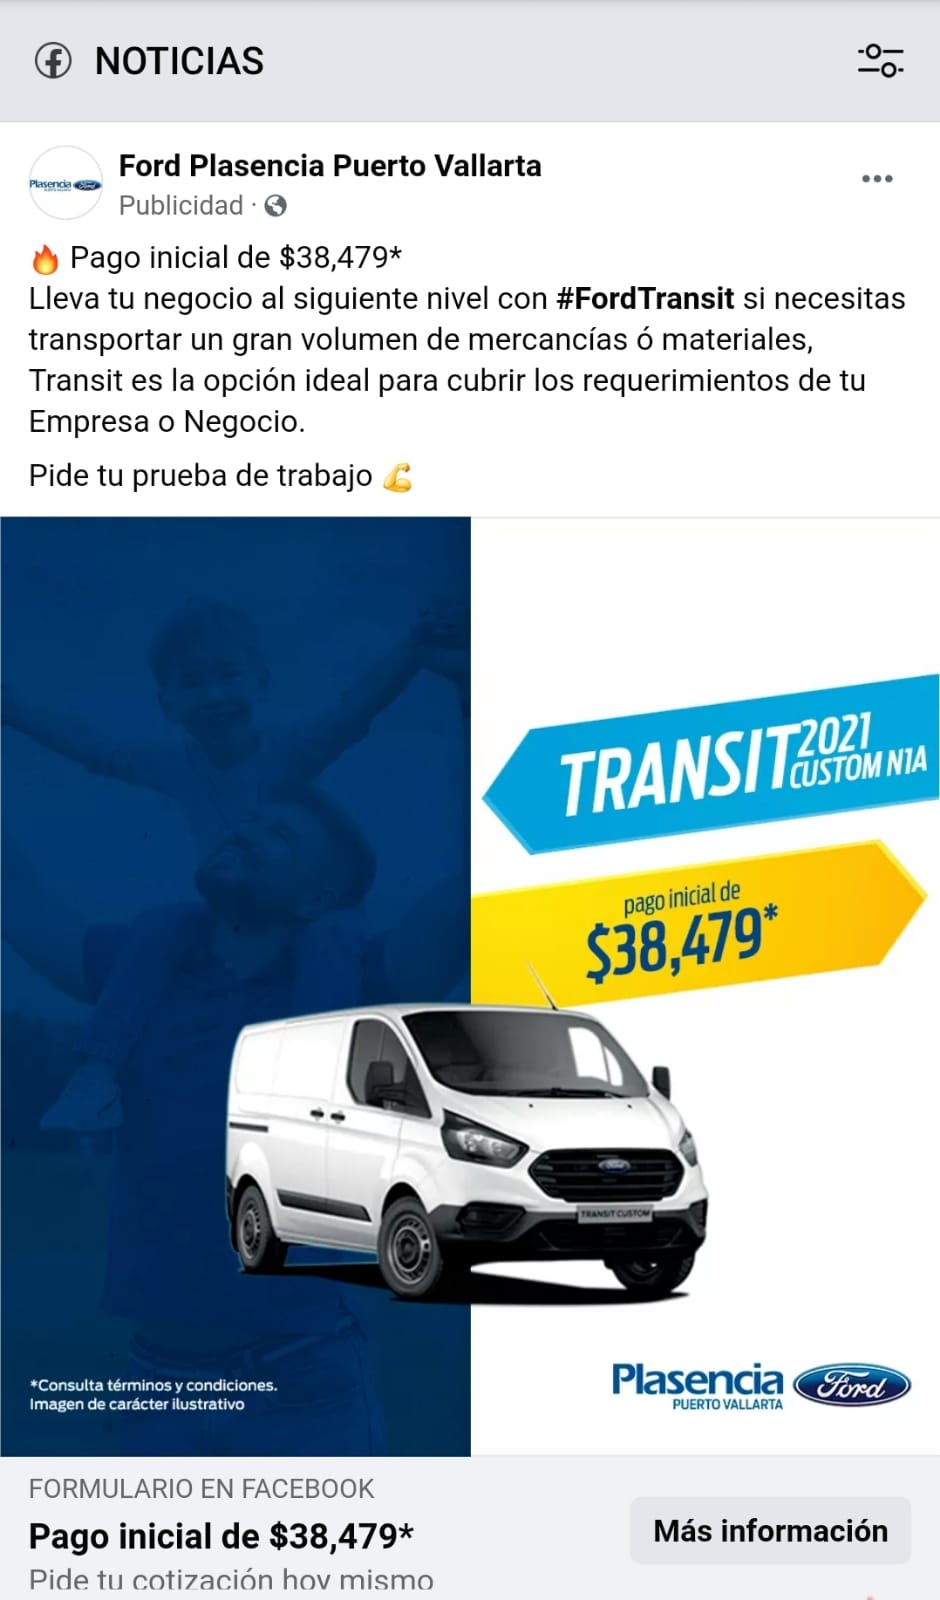 NOTICIAS
Plasencia Ford
Ford Plasencia Puerto Vallarta
Publicidad ·
🔥 Pago inicial de $38,479*
Lleva tu negocio al siguiente nivel con #FordTransit si necesitas
transportar un gran volumen de mercancías ó materiales,
Transit es la opción ideal para cubrir los requerimientos de tu
Empresa o Negocio.
Pide tu prueba de trabajo 💪
TRANSIT 2021
CUSTOM N1A
pago inicial de
$38,479*
Ford
TRANSIT CUSTOM
*Consulta términos y condiciones.
Imagen de carácter ilustrativo
Plasencia Ford
PUERTO VALLARTA
FORMULARIO EN FACEBOOK
Pago inicial de $38,479*
Más información
Pide tu cotización hoy mismo